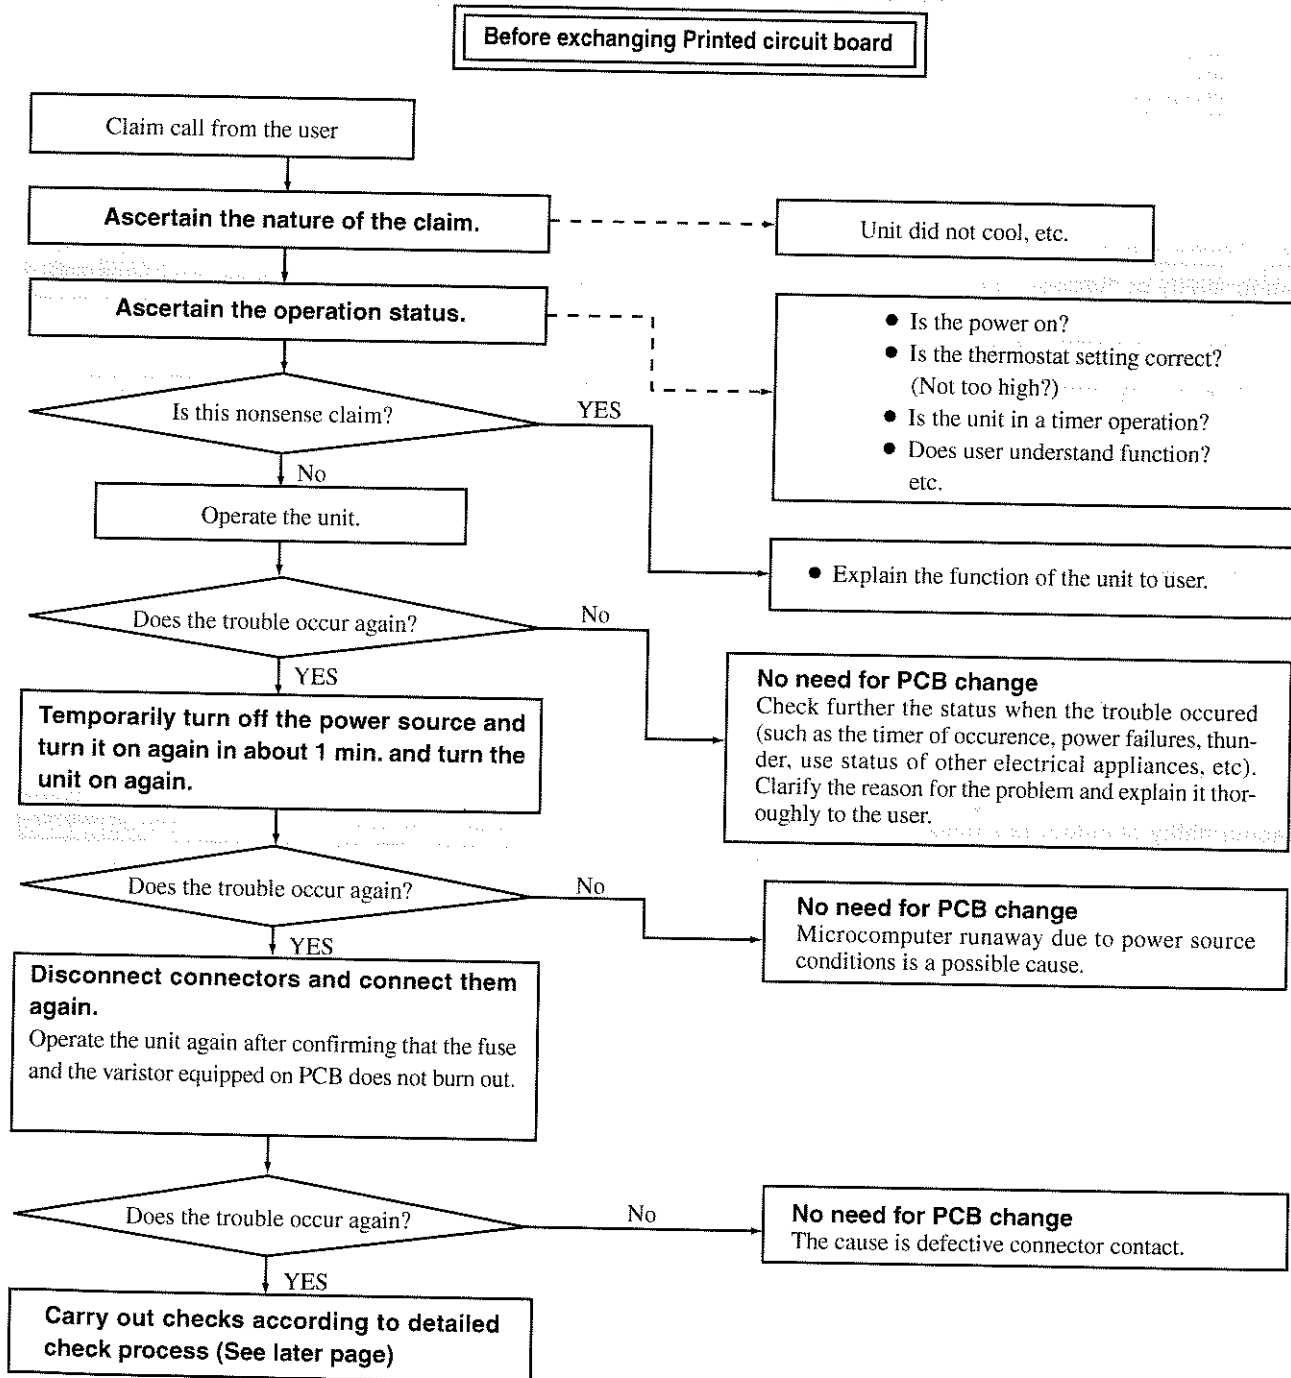 Before exchanging Printed circuit board
Claim call from the user
Ascertain the nature of the claim.
Unit did not cool, etc.
Ascertain the operation status.
● Is the power on?
● Is the thermostat setting correct?
(Not too high?)
● Is the unit in a timer operation?
● Does user understand function?
etc.
Is this nonsense claim?
YES
No
● Explain the function of the unit to user.
Operate the unit.
Does the trouble occur again?
No
YES
No need for PCB change
Check further the status when the trouble occured
(such as the timer of occurence, power failures, thun-
der, use status of other electrical appliances, etc).
Clarify the reason for the problem and explain it thor-
oughly to the user.
Temporarily turn off the power source and
turn it on again in about 1 min. and turn the
unit on again.
Does the trouble occur again?
No
YES
No need for PCB change
Microcomputer runaway due to power source
conditions is a possible cause.
Disconnect connectors and connect them
again.
Operate the unit again after confirming that the fuse
and the varistor equipped on PCB does not burn out.
Does the trouble occur again?
No
YES
No need for PCB change
The cause is defective connector contact.
Carry out checks according to detailed
check process (See later page)